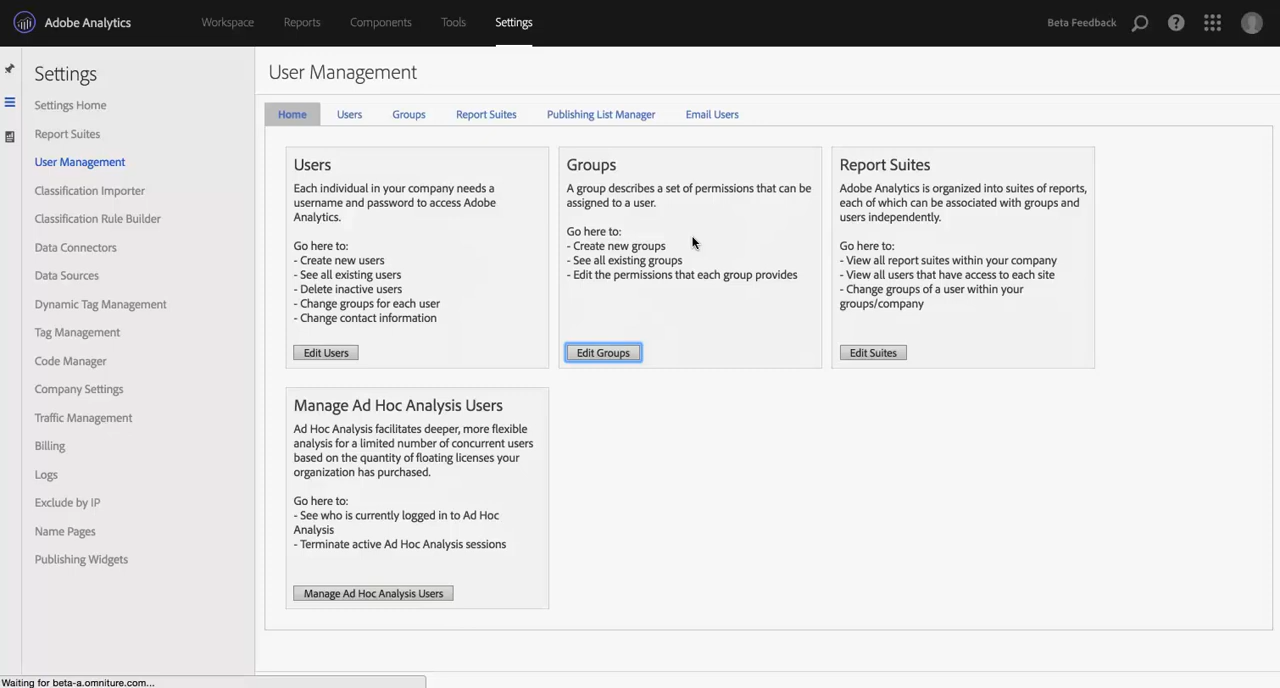 Adobe Analytics
Workspace
Reports
Components
Tools
Settings
Beta Feedback
Settings
Settings Home
Report Suites
User Management
Classification Importer
Classification Rule Builder
Data Connectors
Data Sources
Dynamic Tag Management
Tag Management
Code Manager
Company Settings
Traffic Management
Billing
Logs
Exclude by IP
Name Pages
Publishing Widgets
User Management
Home
Users
Groups
Report Suites
Publishing List Manager
Email Users
Users
Each individual in your company needs a
username and password to access Adobe
Analytics.
Go here to:
- Create new users
- See all existing users
- Delete inactive users
- Change groups for each user
- Change contact information
Edit Users
Groups
A group describes a set of permissions that can be
assigned to a user.
Go here to:
- Create new groups
- See all existing groups
- Edit the permissions that each group provides
Edit Groups
Report Suites
Adobe Analytics is organized into suites of reports,
each of which can be associated with groups and
users independently.
Go here to:
- View all report suites within your company
- View all users that have access to each site
- Change groups of a user within your
groups/company
Edit Suites
Manage Ad Hoc Analysis Users
Ad Hoc Analysis facilitates deeper, more flexible
analysis for a limited number of concurrent users
based on the quantity of floating licenses your
organization has purchased.
Go here to:
- See who is currently logged in to Ad Hoc
Analysis
- Terminate active Ad Hoc Analysis sessions
Manage Ad Hoc Analysis Users
Waiting for beta-a.omniture.com...